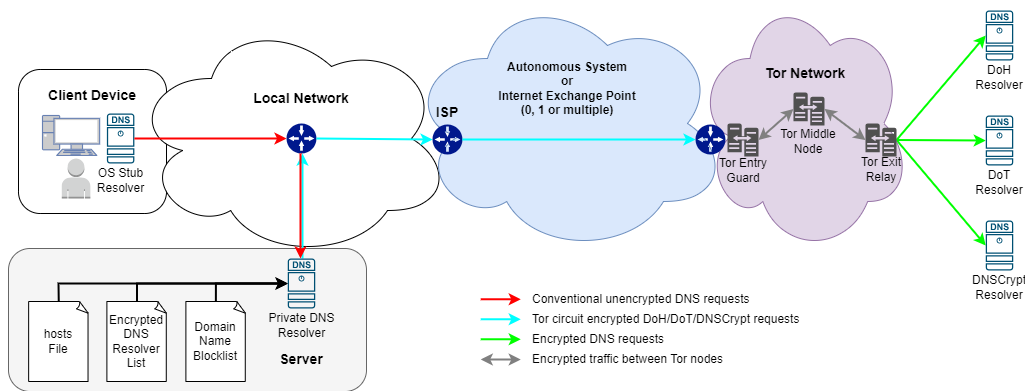 Client Device
DNS
OS Stub
Resolver
Local Network
ISP
Autonomous System
or
Internet Exchange Point
(0, 1 or multiple)
Tor Network
Tor Entry
Guard
Tor Middle
Node
Tor Exit
Relay
DNS
DoH
Resolver
DNS
DoT
Resolver
DNS
DNSCrypt
Resolver
hosts
File
Encrypted
DNS
Resolver
List
Domain
Name
Blocklist
DNS
Private DNS
Resolver
Server
Conventional unencrypted DNS requests
Tor circuit encrypted DoH/DoT/DNSCrypt requests
Encrypted DNS requests
Encrypted traffic between Tor nodes